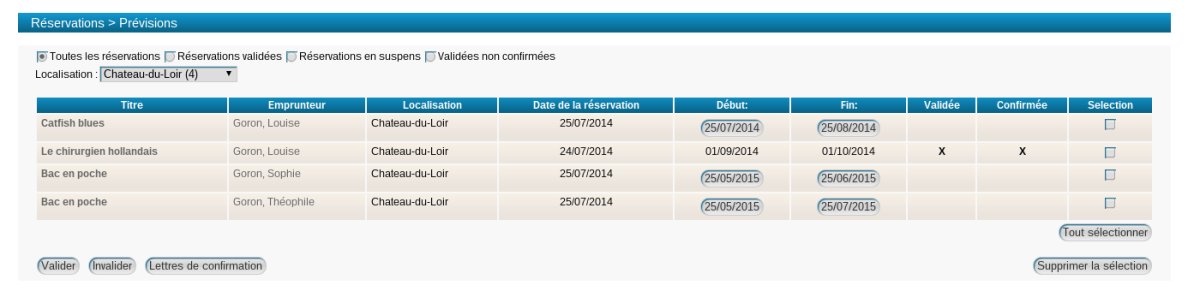 Réservations > Prévisions
Toutes les réservations Réservations validées Réservations en suspens Validées non confirmées
Localisation : Chateau-du-Loir (4)
Titre Emprunteur Localisation Date de la réservation Début: Fin: Validée Confirmée Selection
Catfish blues Goron, Louise Chateau-du-Loir 25/07/2014 25/07/2014 25/08/2014
Le chirurgien hollandais Goron, Louise Chateau-du-Loir 24/07/2014 01/09/2014 01/10/2014 X X
Bac en poche Goron, Sophie Chateau-du-Loir 25/07/2014 25/05/2015 25/06/2015
Bac en poche Goron, Théophile Chateau-du-Loir 25/07/2014 25/05/2015 25/07/2015
Tout sélectionner
Valider Invalider Lettres de confirmation Supprimer la sélection